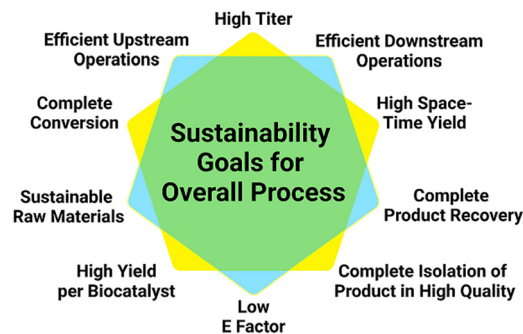 High Titer
Efficient Upstream
Operations
Efficient Downstream
Operations
Complete
Conversion
High Space-
Time Yield
Sustainability
Goals for
Overall Process
Sustainable
Raw Materials
Complete
Product Recovery
High Yield
per Biocatalyst
Complete Isolation of
Product in High Quality
Low
E Factor